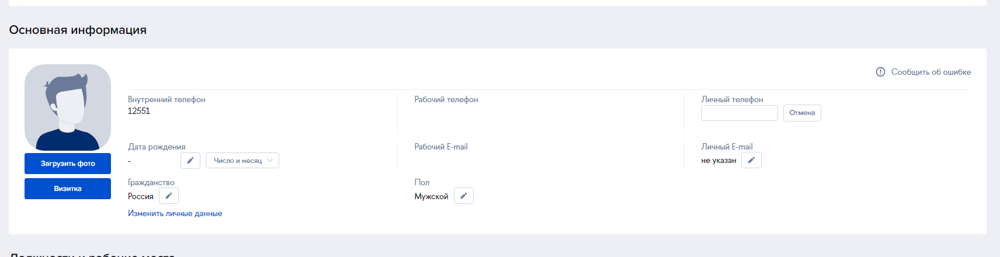 Основная информация
Сообщить об ошибке
Внутренний телефон
12551
Рабочий телефон
Личный телефон
Отмена
Дата рождения
-
Число и месяц
Рабочий E-mail
Личный E-mail
не указан
Загрузить фото
Визитка
Гражданство
Россия
Пол
Мужской
Изменить личные данные